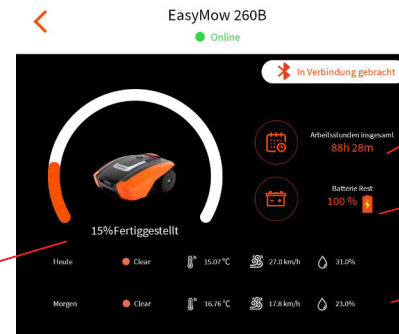 EasyMow 260B
Online
In Verbindung gebracht
Arbeitsstunden insgesamt
88h 28m
Batterie Rest
100 %
15%Fertiggestellt
Heute Clear 15.07 °C 27.0 km/h 31.0%
Morgen Clear 16.76 °C 17.8 km/h 23.0%